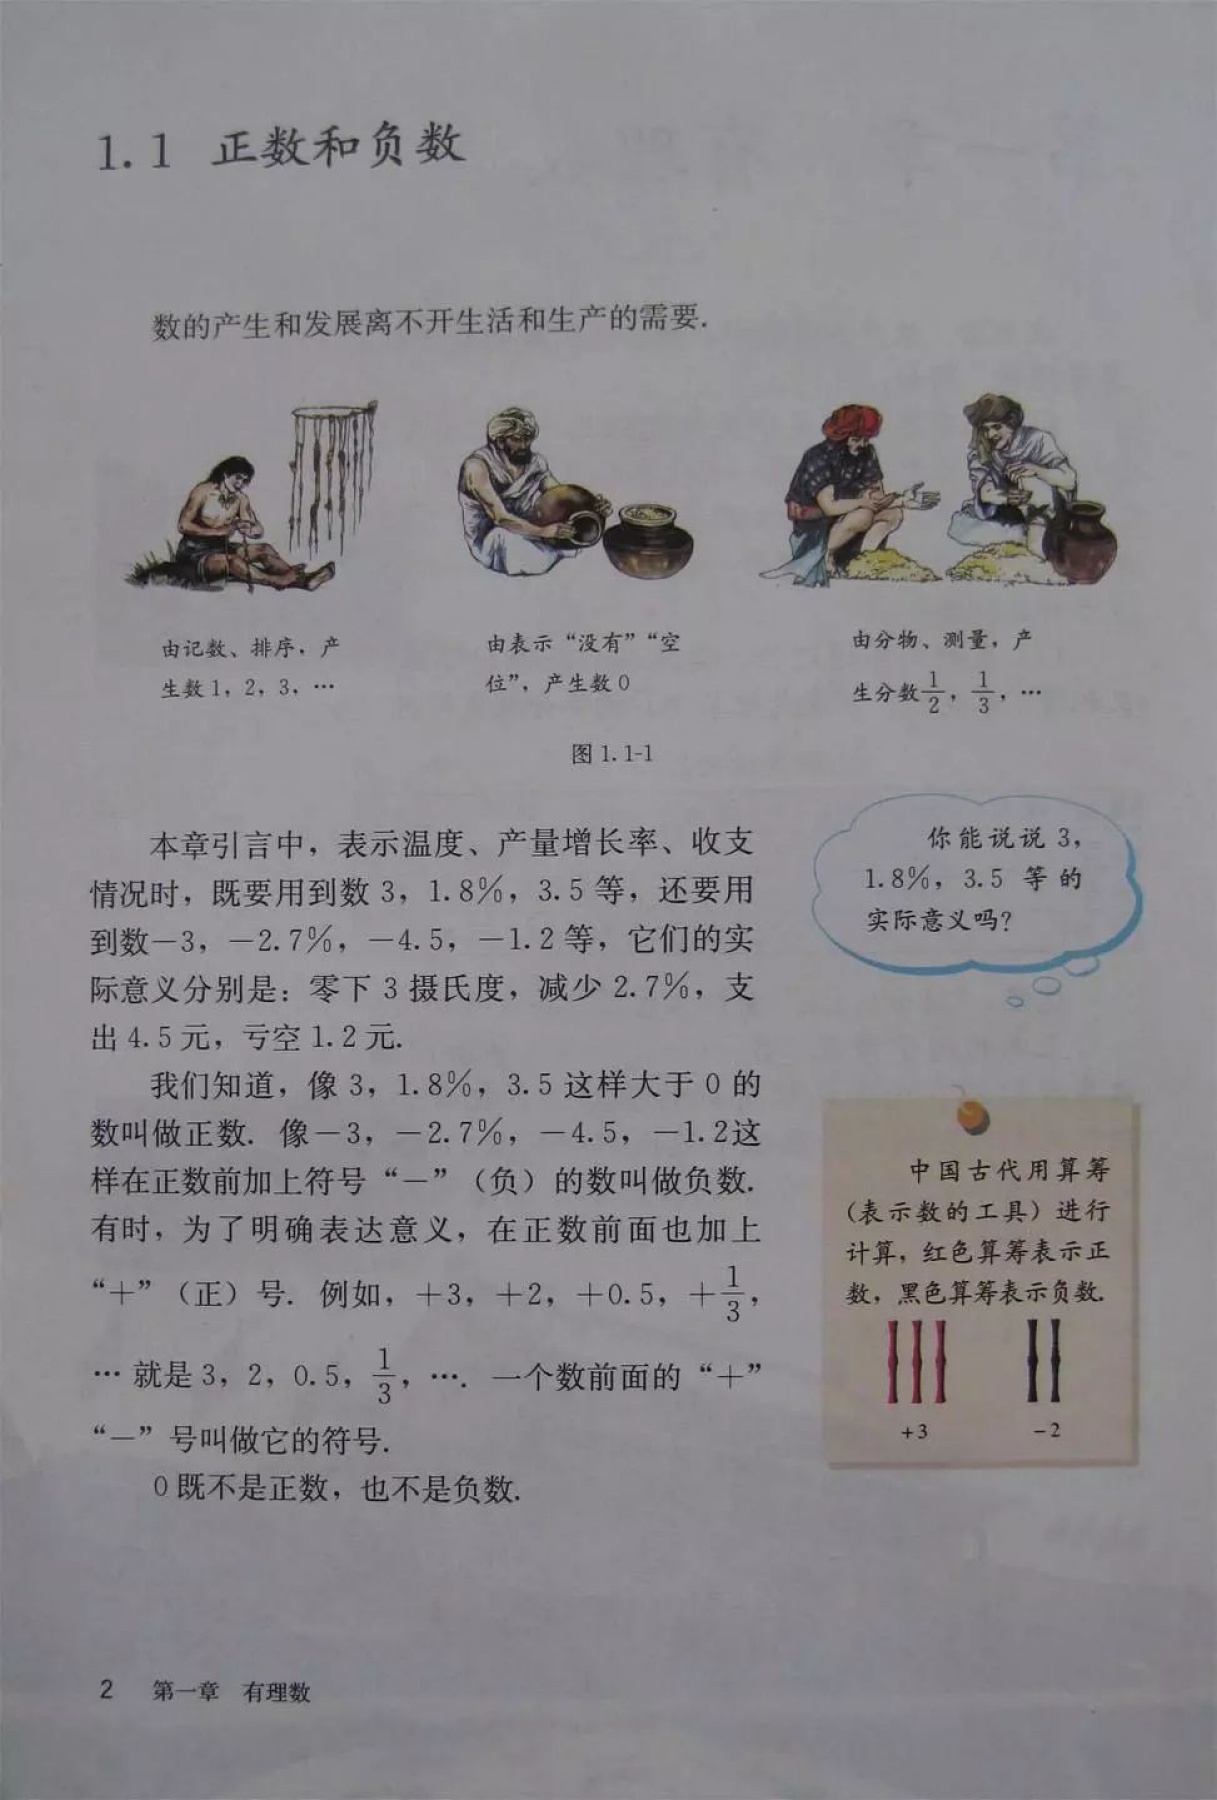 1.1 正数和负数
数的产生和发展离不开生活和生产的需要.
由记数、排序，产
生数1，2，3，…
由表示“没有”“空
位”，产生数0
由分物、测量，产
生分数1/2，1/3，…
图 1.1-1
本章引言中，表示温度、产量增长率、收支
情况时，既要用到数 3，1.8%，3.5 等，还要用
到数－3，－2.7%，－4.5，－1.2 等，它们的实
际意义分别是：零下 3 摄氏度，减少 2.7%，支
出 4.5 元，亏空 1.2 元.
我们知道，像 3，1.8%，3.5 这样大于 0 的
数叫做正数. 像－3，－2.7%，－4.5，－1.2这
样在正数前加上符号“－”（负）的数叫做负数.
有时，为了明确表达意义，在正数前面也加上
“＋”（正）号. 例如，＋3，＋2，＋0.5，＋1/3，
… 就是 3，2，0.5，1/3，…. 一个数前面的“＋”
“－”号叫做它的符号.
0 既不是正数，也不是负数.
你能说说 3，
1.8%，3.5 等的
实际意义吗？
中国古代用算筹
（表示数的工具）进行
计算，红色算筹表示正
数，黑色算筹表示负数.
+3
-2
2 第一章 有理数